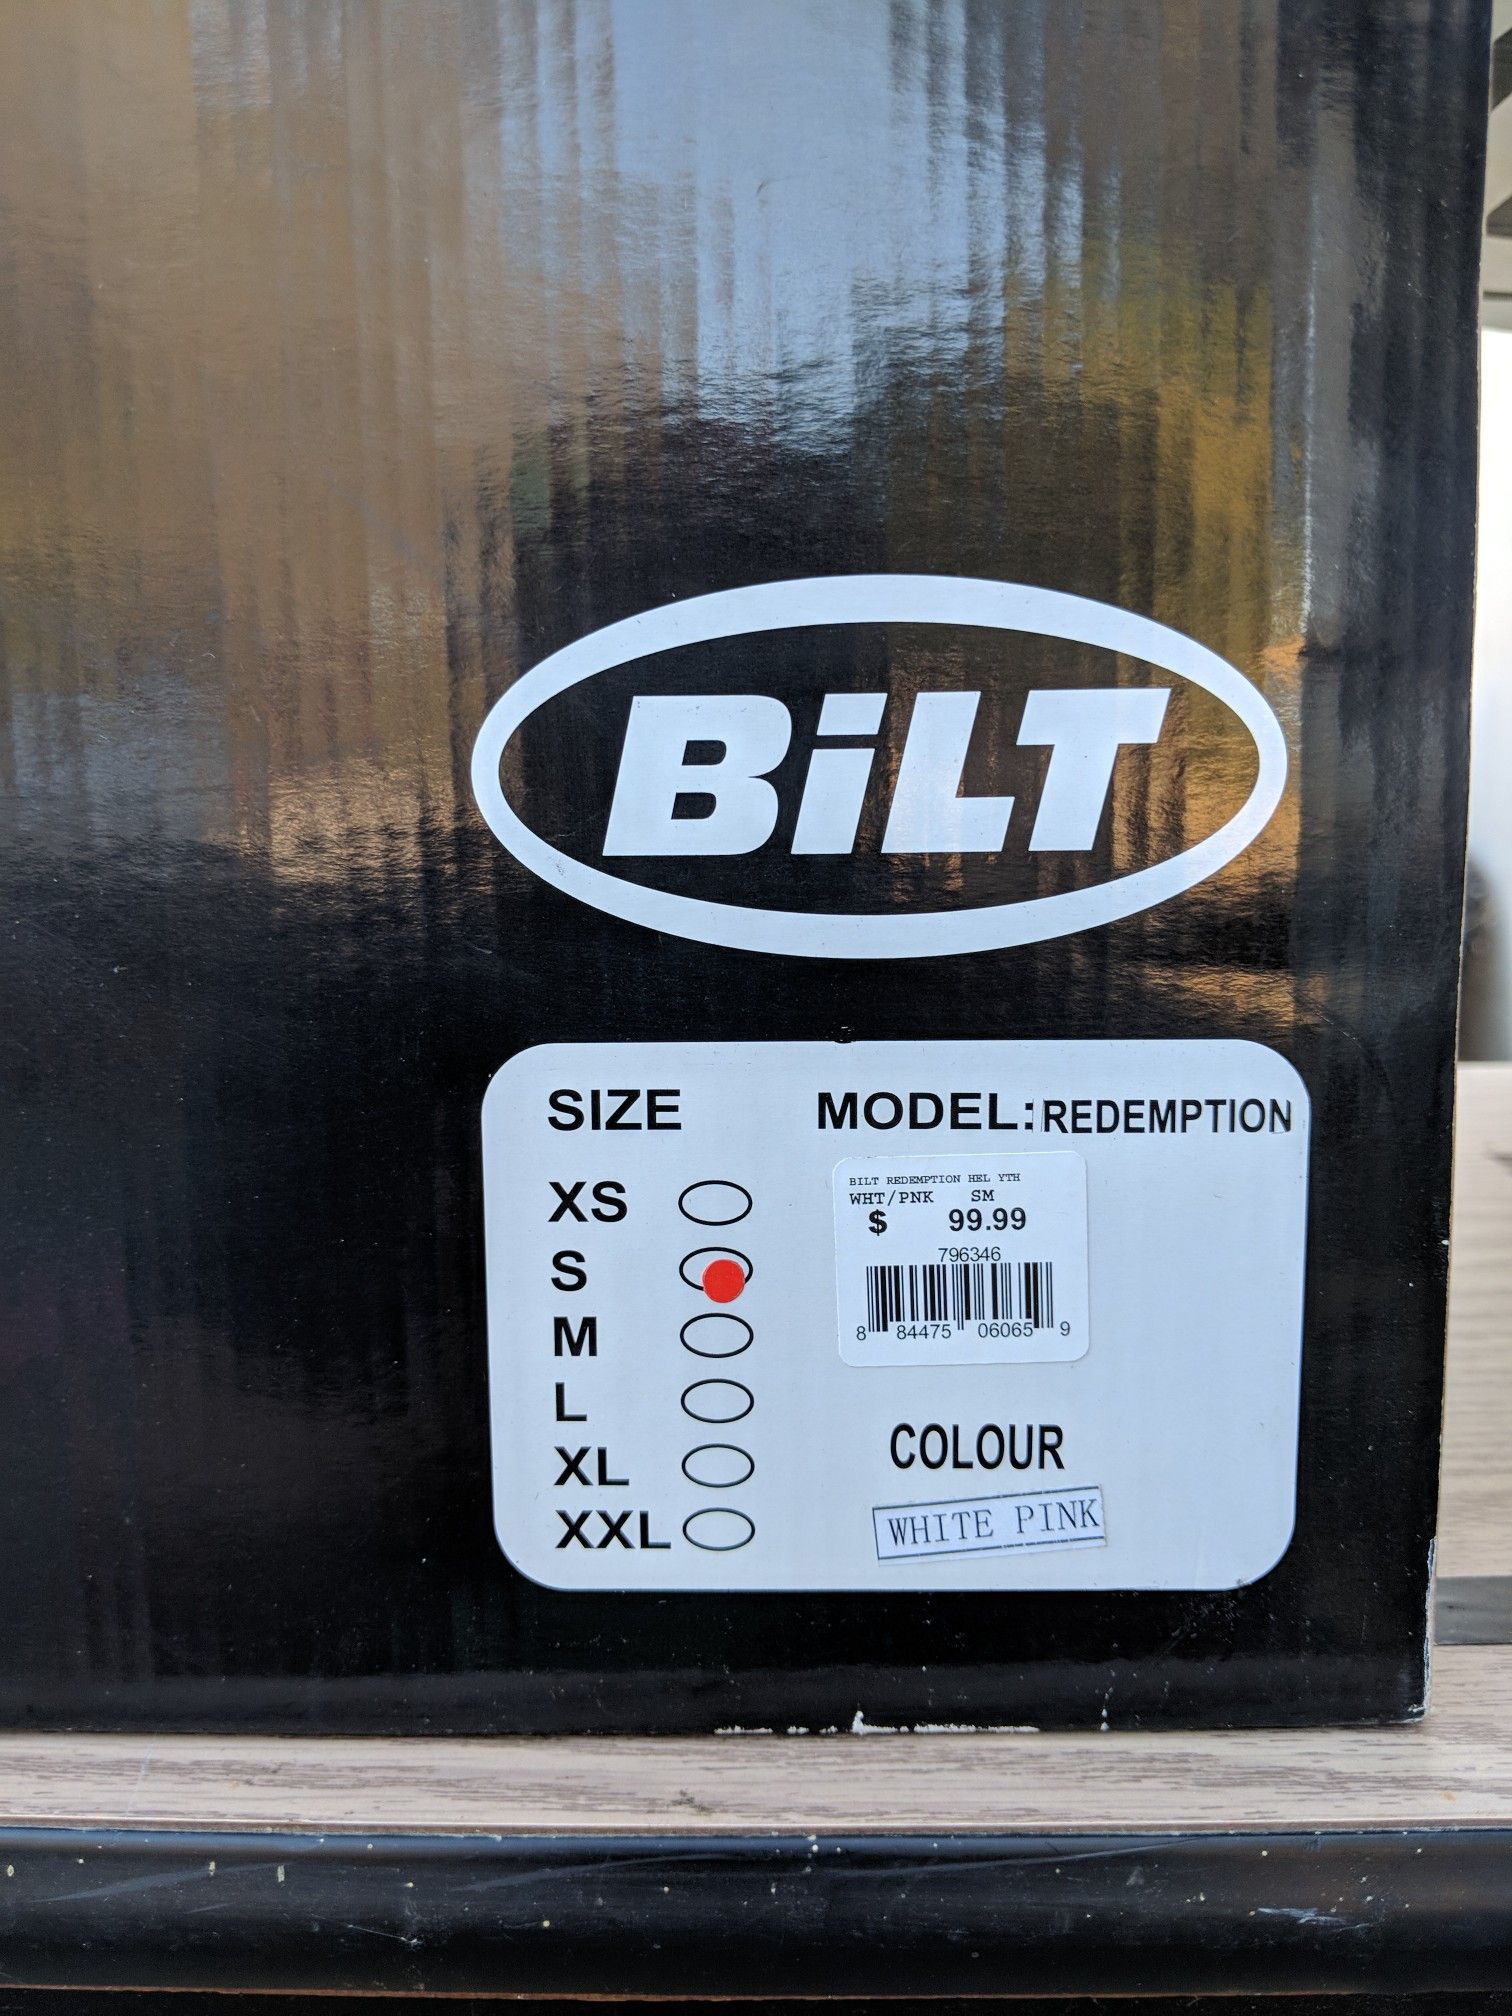 BiLT
SIZE
XS
S
M
L
XL
XXL
MODEL: REDEMPTION
BILT REDEMPTION HEL YTH
WHT/PNK SM
$ 99.99
796346
8 84475 06065 9
COLOUR
WHITE PINK